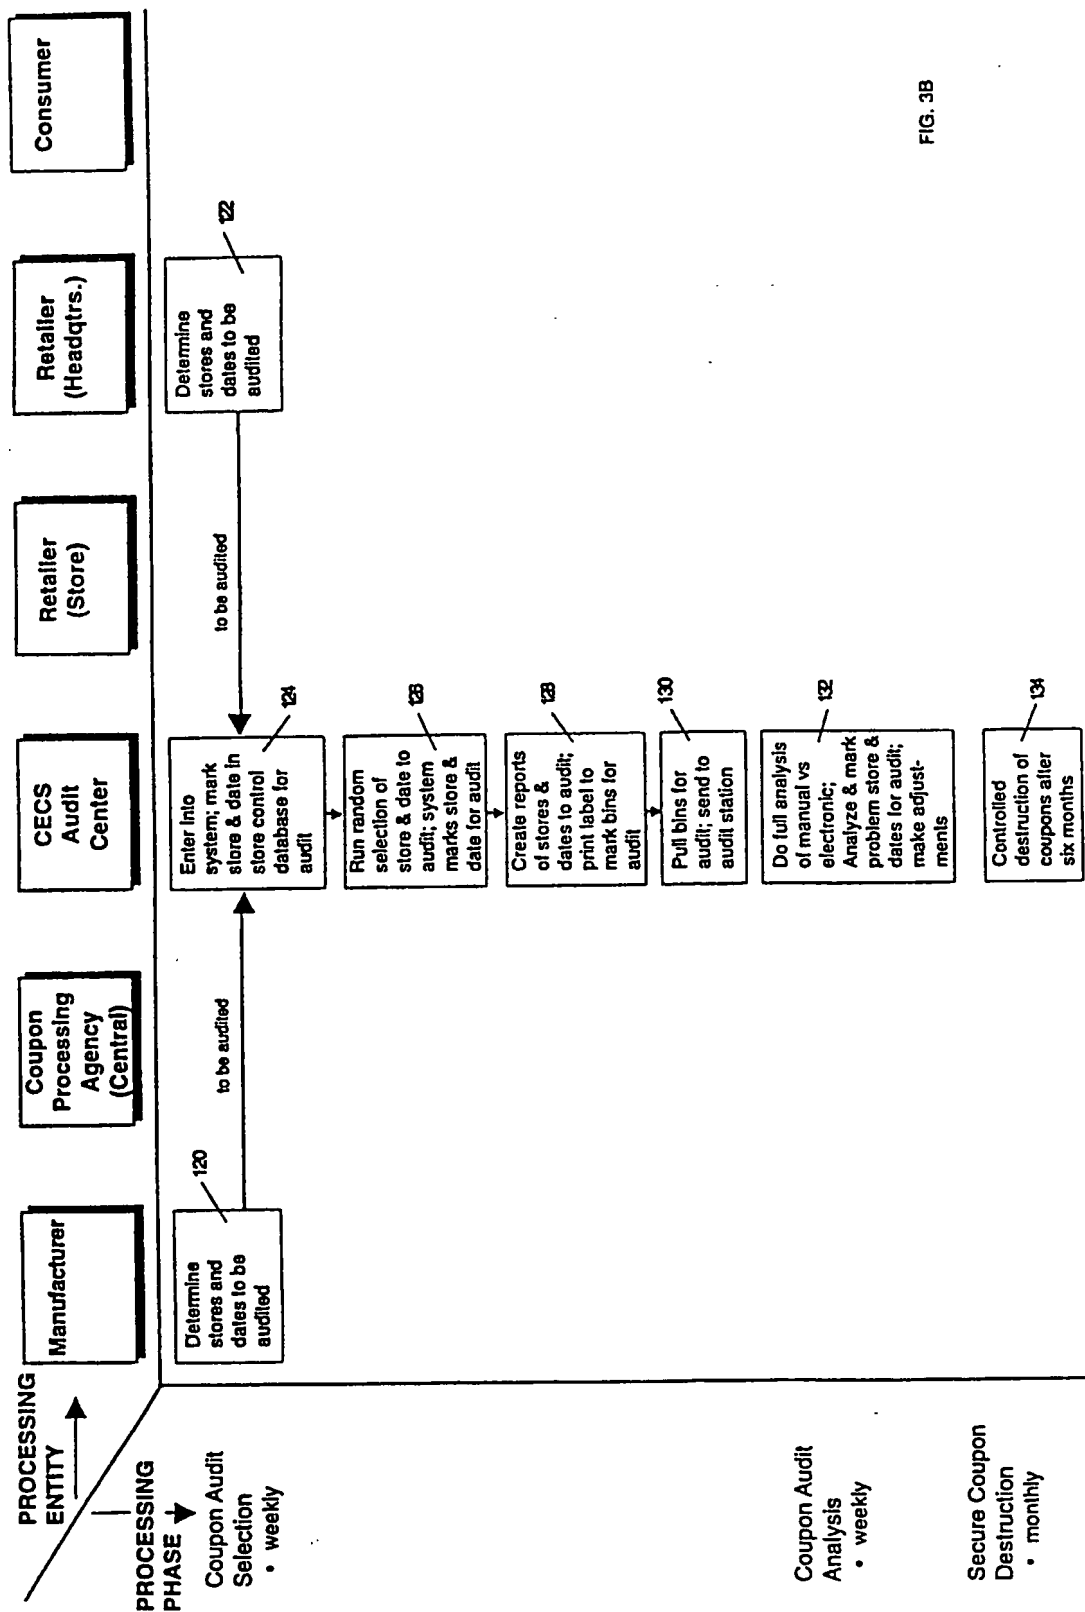 PROCESSING
ENTITY
PROCESSING
PHASE
Manufacturer
Coupon
Processing
Agency
(Central)
CECS
Audit
Center
Retailer
(Store)
Retailer
(Headqtrs.)
Consumer
Coupon Audit
Selection
• weekly
Determine
stores and
dates to be
audited
120
to be audited
Enter into
system; mark
store & date in
store control
database for
audit
124
to be audited
Determine
stores and
dates to be
audited
122
Run random
selection of
store & date to
audit; system
marks store &
date for audit
126
Create reports
of stores &
dates to audit;
print label to
mark bins for
audit
128
Pull bins for
audit; send to
audit station
130
Coupon Audit
Analysis
• weekly
Do full analysis
of manual vs
electronic;
Analyze & mark
problem store &
dates for audit;
make adjust-
ments
132
Secure Coupon
Destruction
• monthly
Controlled
destruction of
coupons after
six months
134
FIG. 3B